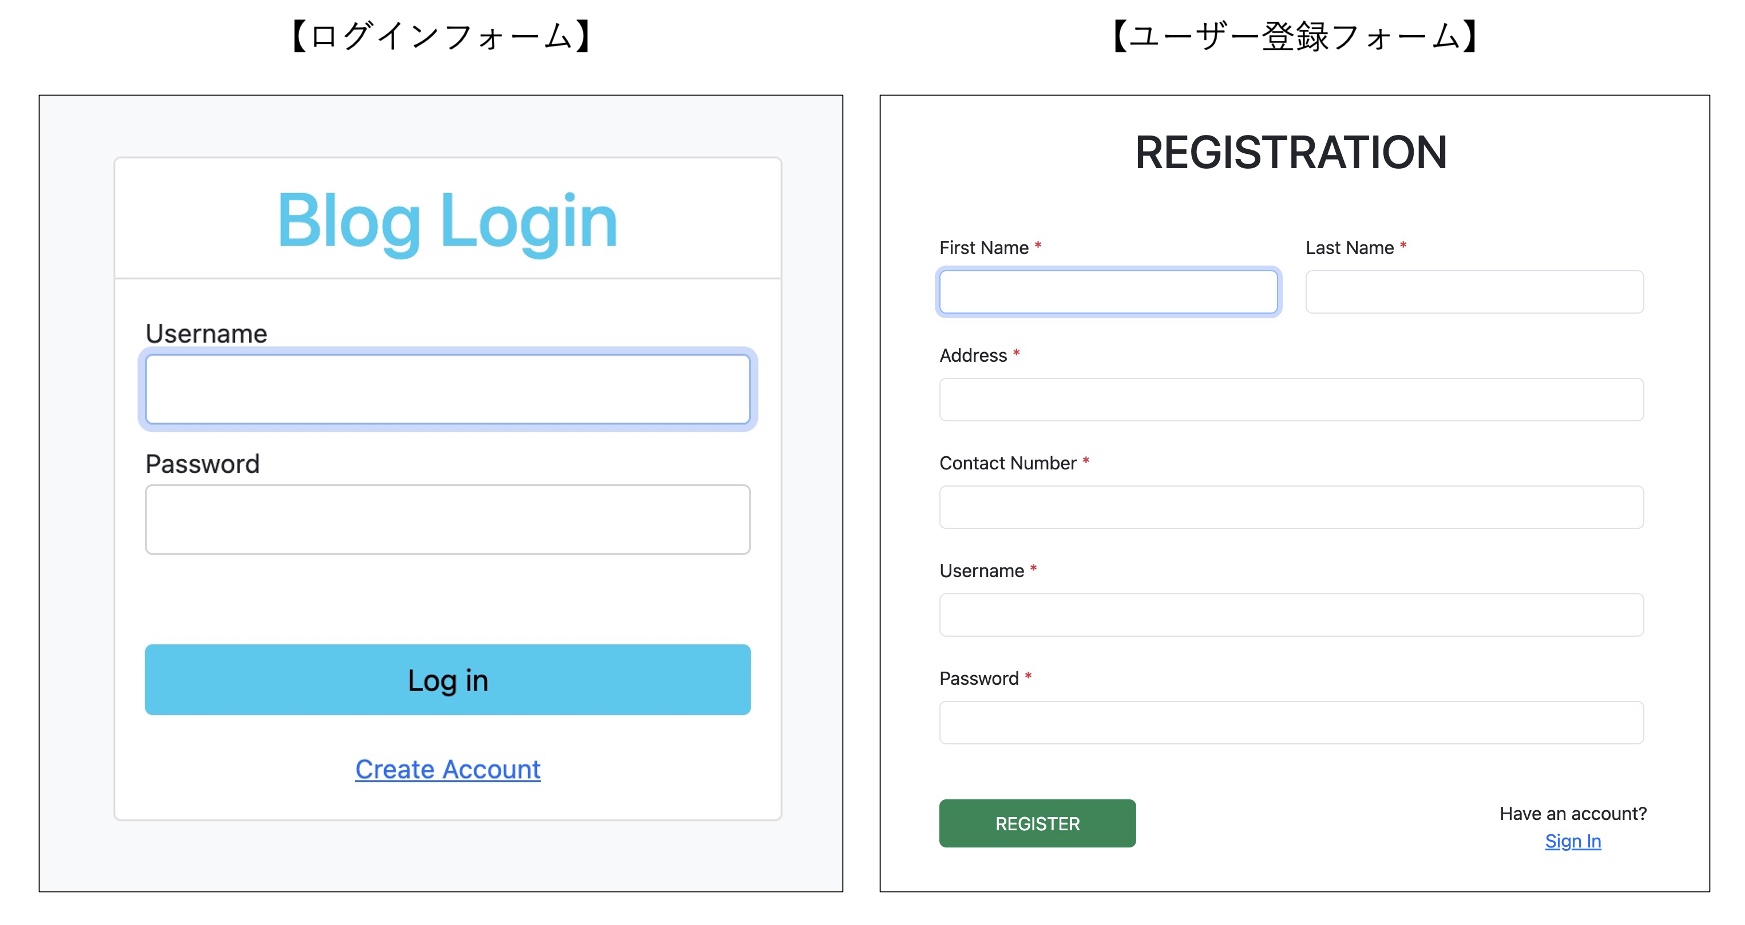 【ログインフォーム】
Blog Login
Username
Password
Log in
Create Account
【ユーザー登録フォーム】
REGISTRATION
First Name *
Last Name *
Address *
Contact Number *
Username *
Password *
REGISTER
Have an account?
Sign In